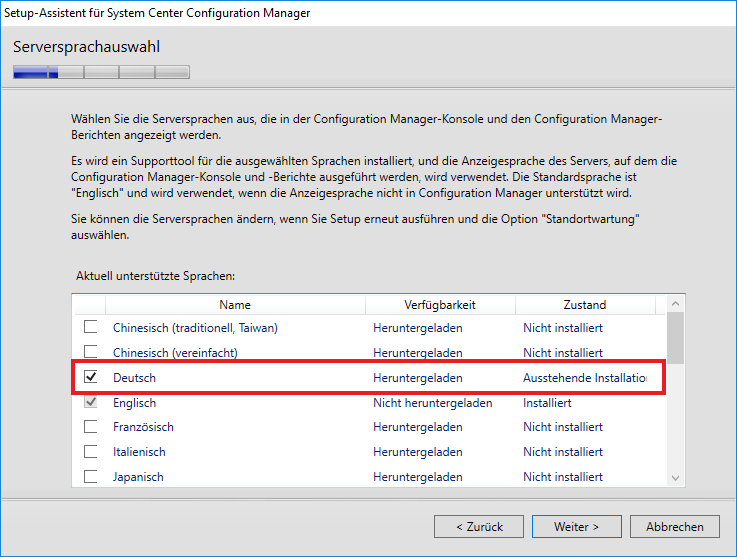 Setup-Assistent für System Center Configuration Manager
Serversprachauswahl
Wählen Sie die Serversprachen aus, die in der Configuration Manager-Konsole und den Configuration Manager-
Berichten angezeigt werden.
Es wird ein Supporttool für die ausgewählten Sprachen installiert, und die Anzeigesprache des Servers, auf dem die
Configuration Manager-Konsole und -Berichte ausgeführt werden, wird verwendet. Die Standardsprache ist
"Englisch" und wird verwendet, wenn die Anzeigesprache nicht in Configuration Manager unterstützt wird.
Sie können die Serversprachen ändern, wenn Sie Setup erneut ausführen und die Option "Standortwartung"
auswählen.
Aktuell unterstützte Sprachen:
Name Verfügbarkeit Zustand
Chinesisch (traditionell, Taiwan) Heruntergeladen Nicht installiert
Chinesisch (vereinfacht) Heruntergeladen Nicht installiert
Deutsch Heruntergeladen Ausstehende Installatio
Englisch Nicht heruntergeladen Installiert
Französisch Heruntergeladen Nicht installiert
Italienisch Heruntergeladen Nicht installiert
Japanisch Heruntergeladen Nicht installiert
< Zurück Weiter > Abbrechen